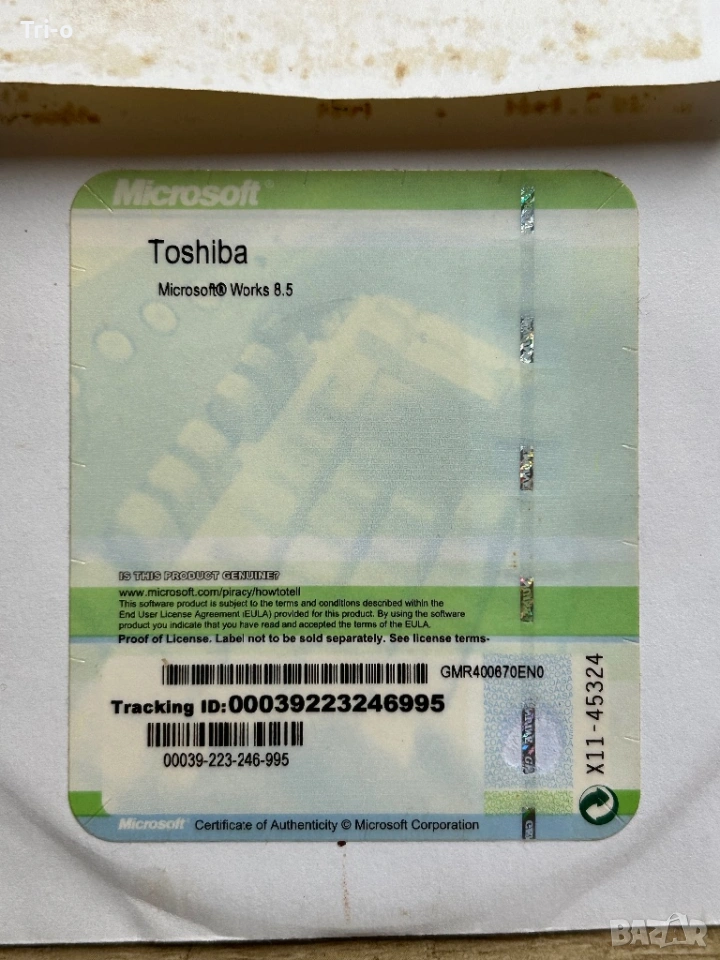 Tri-o
Microsoft®
Toshiba
Microsoft® Works 8.5
IS THIS PRODUCT GENUINE?
www.microsoft.com/piracy/howtotell
This software product is subject to the terms and conditions described within the
End User License Agreement (EULA) provided for this product. By using the software
product you indicate that you have read and accepted the terms of the EULA.
Proof of License. Label not to be sold separately. See license terms-
GMR400670EN0
Tracking ID:00039223246995
00039-223-246-995
X11-45324
Microsoft Certificate of Authenticity © Microsoft Corporation
BAZAR